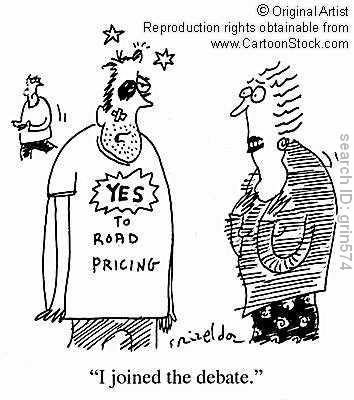 © Original Artist
Reproduction rights obtainable from
www.CartoonStock.com
YES
TO
ROAD
PRICING
search ID: grin574
"I joined the debate."